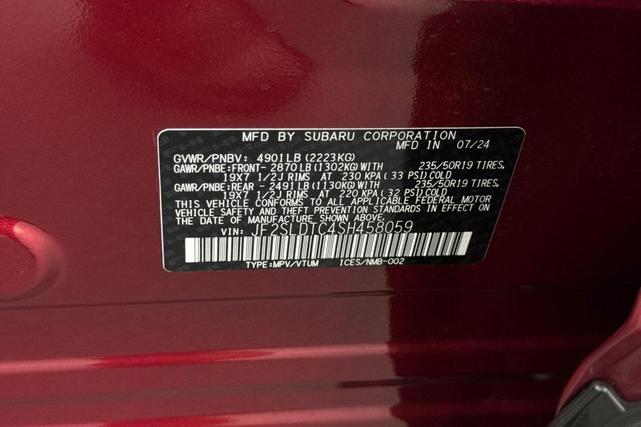 MFD BY SUBARU CORPORATION
MFD IN 07/24
GVWR/PNBV: 4901LB (2223KG)
GAWR/PNBE:FRONT- 2870LB(1302KG)WITH 235/50R19 TIRES,
19X7 1/2J RIMS AT 230 KPA (33 PSI)COLD
GAWR/PNBE:REAR - 2491LB(1130KG)WITH 235/50R19 TIRES,
19X7 1/2J RIMS AT 220 KPA (32 PSI)COLD
THIS VEHICLE CONFORMS TO ALL APPLICABLE FEDERAL MOTOR
VEHICLE SAFETY AND THEFT PREVENTION STANDARDS IN EFFECT
ON THE DATE OF MANUFACTURE SHOWN ABOVE
VIN: JF2SLDTC4SH458059
TYPE:MPV/VTUM ICES/NMB-002